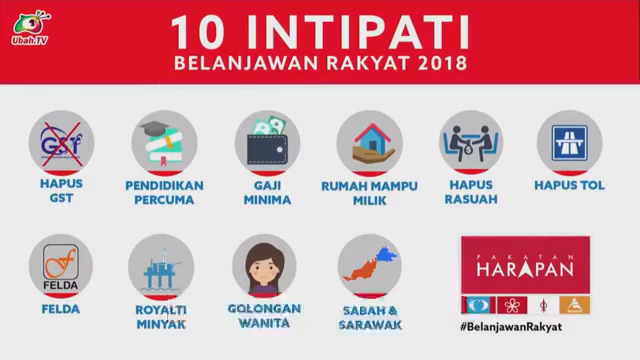 Ubah.TV
10 INTIPATI
BELANJAWAN RAKYAT 2018
GST
HAPUS
GST
PENDIDIKAN
PERCUMA
GAJI
MINIMA
RUMAH MAMPU
MILIK
HAPUS
RASUAH
HAPUS TOL
FELDA
FELDA
ROYALTI
MINYAK
GOLONGAN
WANITA
SABAH &
SARAWAK
PAKATAN
HARAPAN
#BelanjawanRakyat